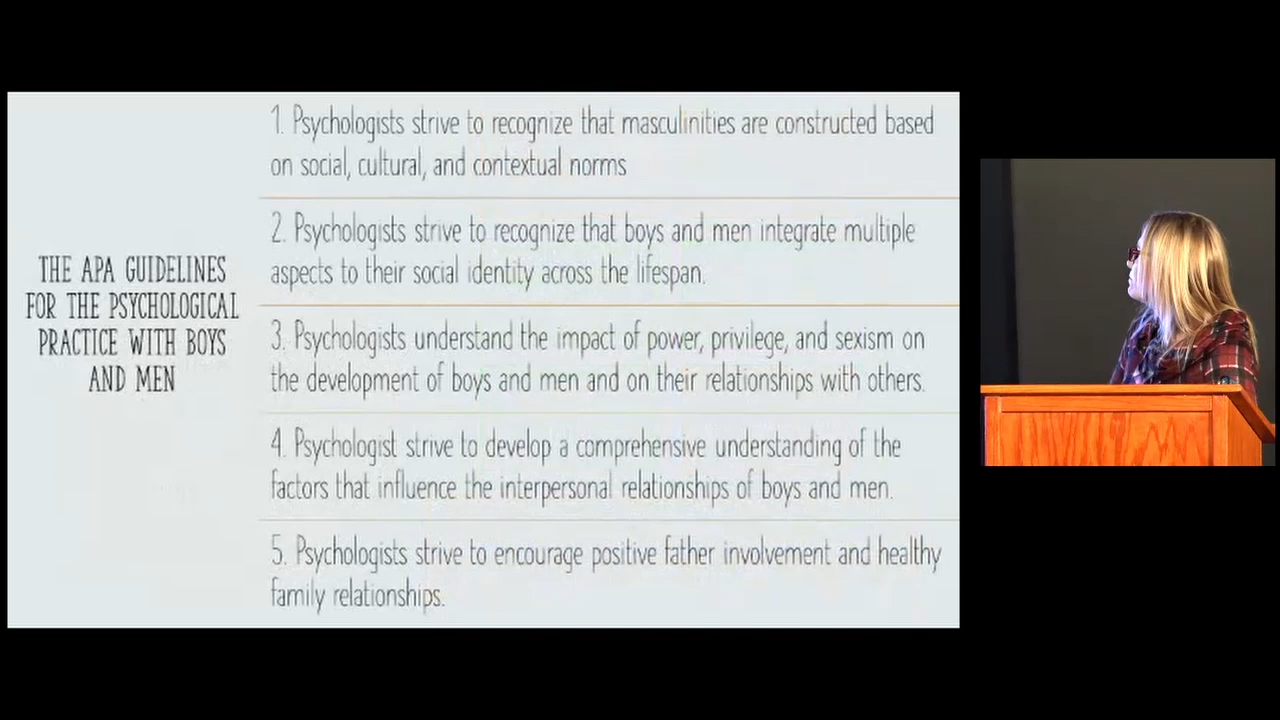 THE APA GUIDELINES
FOR THE PSYCHOLOGICAL
PRACTICE WITH BOYS
AND MEN
1. Psychologists strive to recognize that masculinities are constructed based
on social, cultural, and contextual norms
2. Psychologists strive to recognize that boys and men integrate multiple
aspects to their social identity across the lifespan.
3. Psychologists understand the impact of power, privilege, and sexism on
the development of boys and men and on their relationships with others.
4. Psychologist strive to develop a comprehensive understanding of the
factors that influence the interpersonal relationships of boys and men.
5. Psychologists strive to encourage positive father involvement and healthy
family relationships.